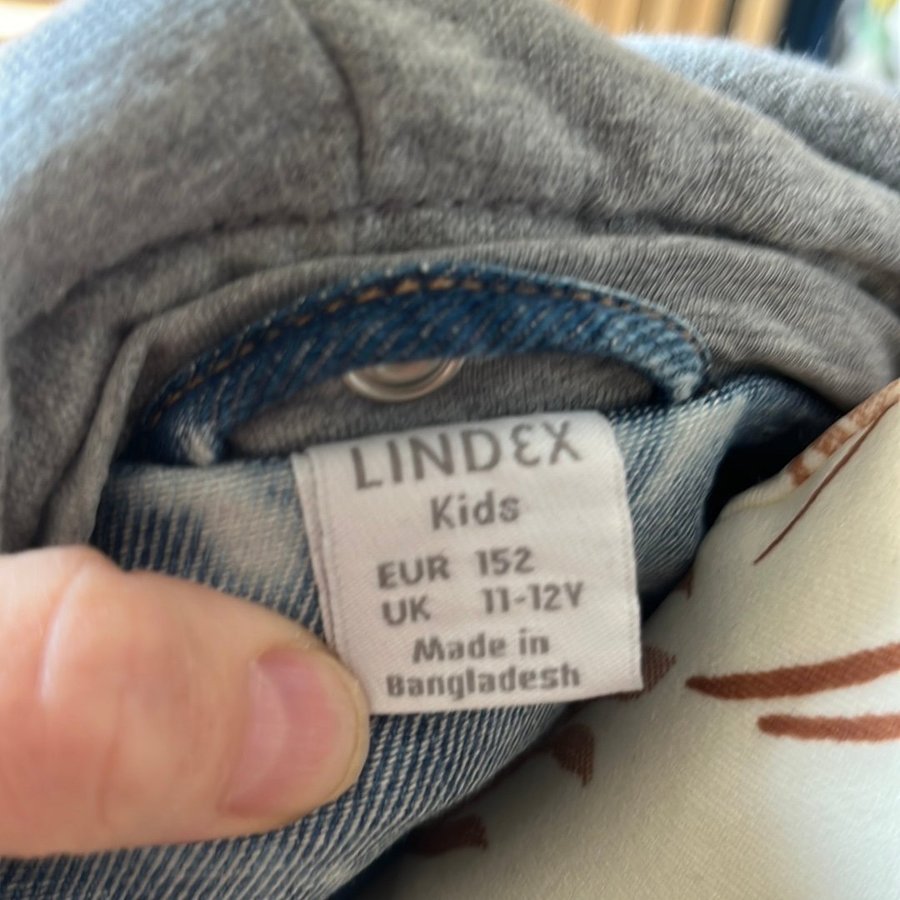 LINDEX
Kids
EUR 152
UK 11-12Y
Made in
Bangladesh